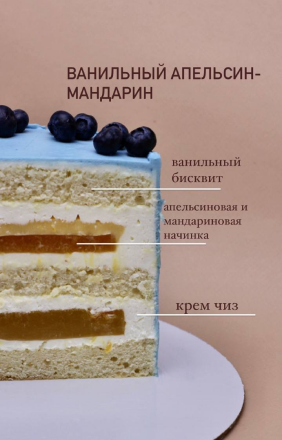 ВАНИЛЬНЫЙ АПЕЛЬСИН-
МАНДАРИН
ванильный
бисквит
апельсиновая и
мандариновая
начинка
крем чиз